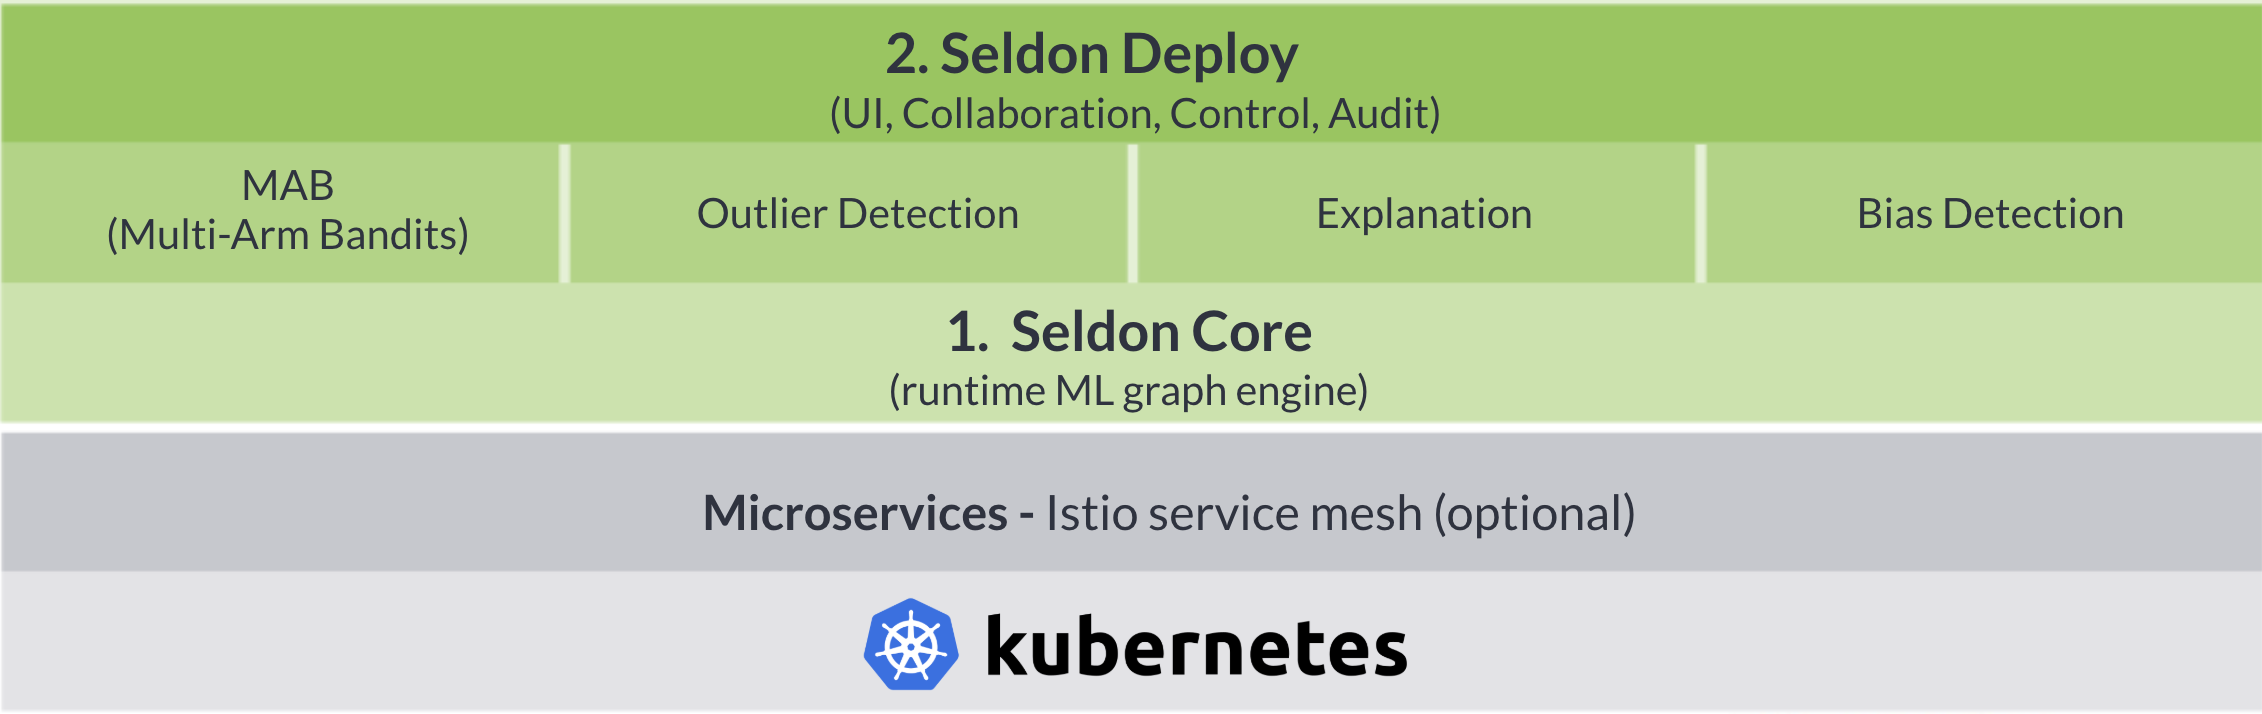 2. Seldon Deploy
(UI, Collaboration, Control, Audit)
MAB
(Multi-Arm Bandits)
Outlier Detection
Explanation
Bias Detection
1. Seldon Core
(runtime ML graph engine)
Microservices - Istio service mesh (optional)
kubernetes